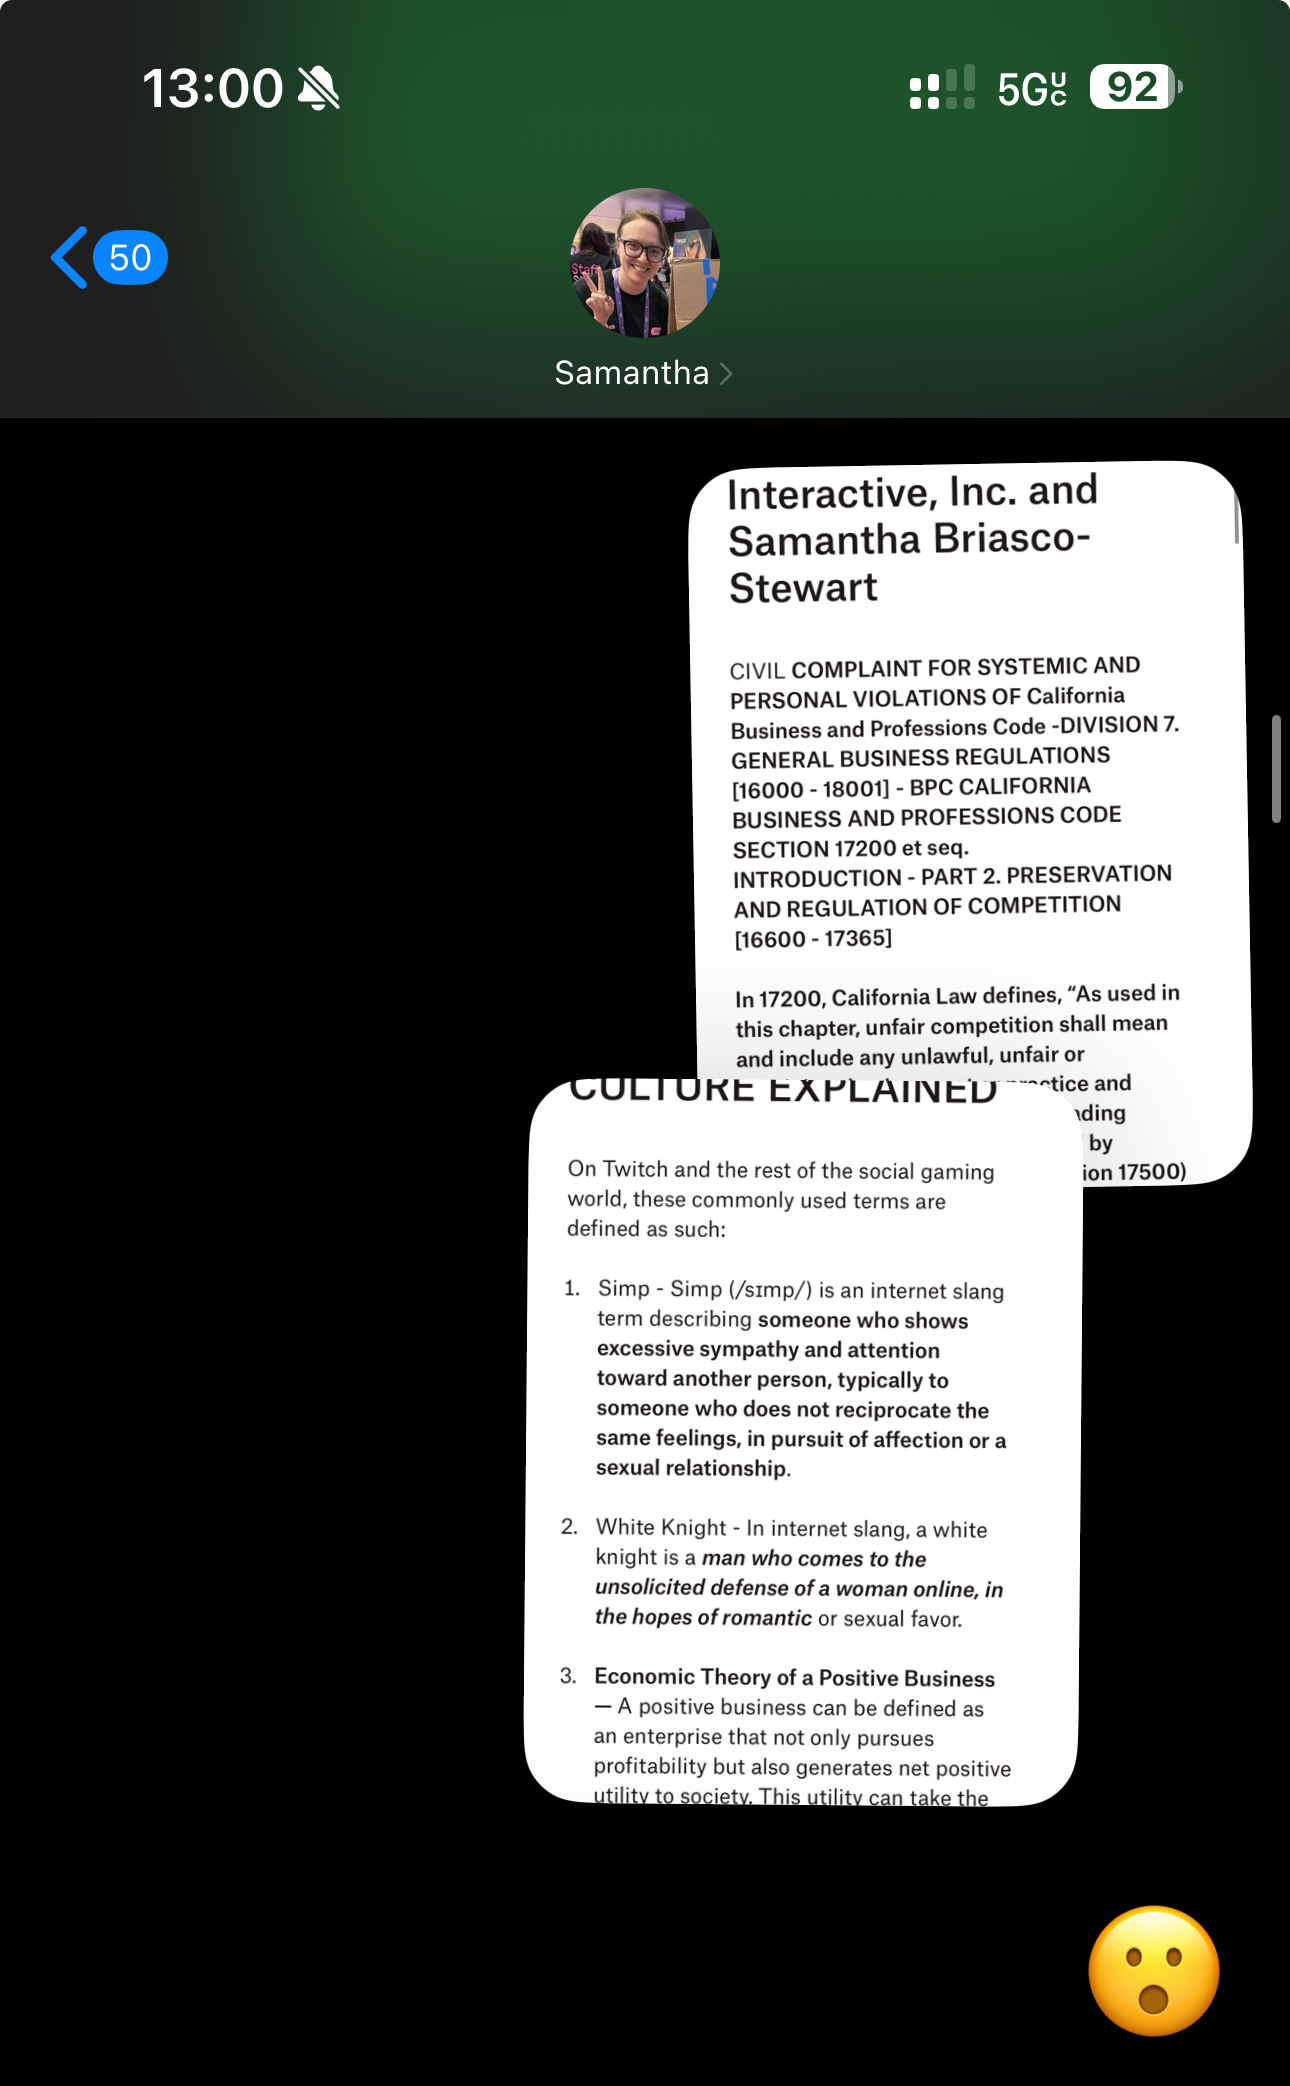 13:00
5G UC
92
50
Staff
Samantha
Interactive, Inc. and
Samantha Briasco-
Stewart
CIVIL COMPLAINT FOR SYSTEMIC AND
PERSONAL VIOLATIONS OF California
Business and Professions Code -DIVISION 7.
GENERAL BUSINESS REGULATIONS
[16000 - 18001] - BPC CALIFORNIA
BUSINESS AND PROFESSIONS CODE
SECTION 17200 et seq.
INTRODUCTION - PART 2. PRESERVATION
AND REGULATION OF COMPETITION
[16600 - 17365]
In 17200, California Law defines, “As used in
this chapter, unfair competition shall mean
and include any unlawful, unfair or
and
by
17500)
CULTURE EXPLAINED
On Twitch and the rest of the social gaming
world, these commonly used terms are
defined as such:
1. Simp - Simp (/sɪmp/) is an internet slang
term describing someone who shows
excessive sympathy and attention
toward another person, typically to
someone who does not reciprocate the
same feelings, in pursuit of affection or a
sexual relationship.
2. White Knight - In internet slang, a white
knight is a man who comes to the
unsolicited defense of a woman online, in
the hopes of romantic or sexual favor.
3. Economic Theory of a Positive Business
— A positive business can be defined as
an enterprise that not only pursues
profitability but also generates net positive
utility to society. This utility can take the